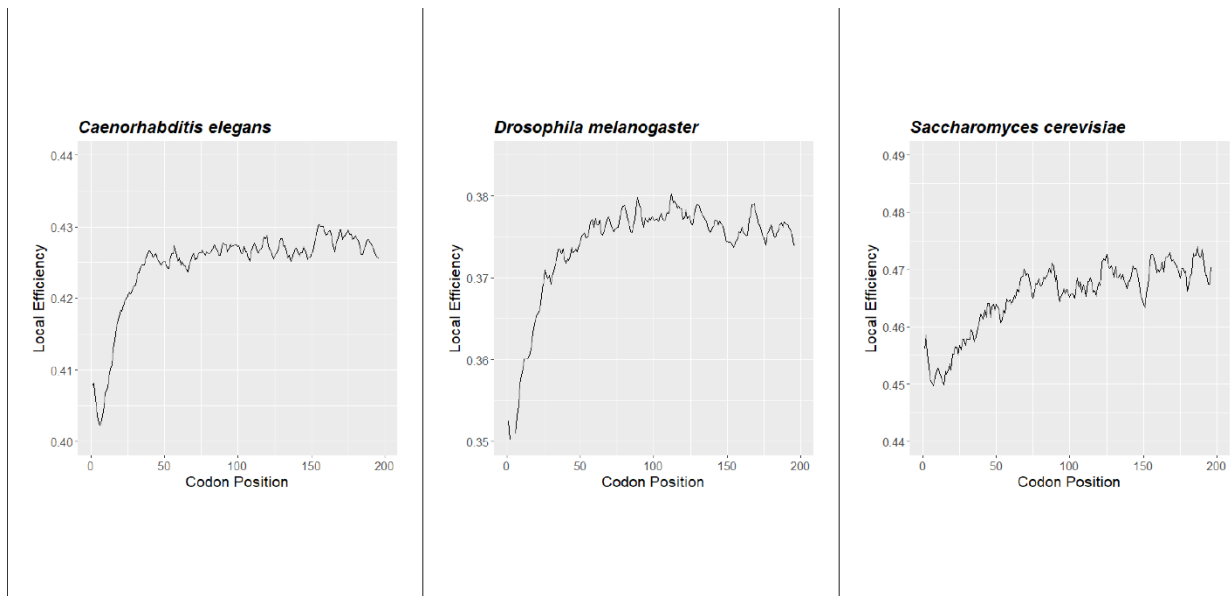 Caenorhabditis elegans
0.44
0.43
0.42
0.41
0.40
Local Efficiency
0 50 100 150 200
Codon Position
Drosophila melanogaster
0.38
0.37
0.36
0.35
Local Efficiency
0 50 100 150 200
Codon Position
Saccharomyces cerevisiae
0.49
0.48
0.47
0.46
0.45
0.44
Local Efficiency
0 50 100 150 200
Codon Position